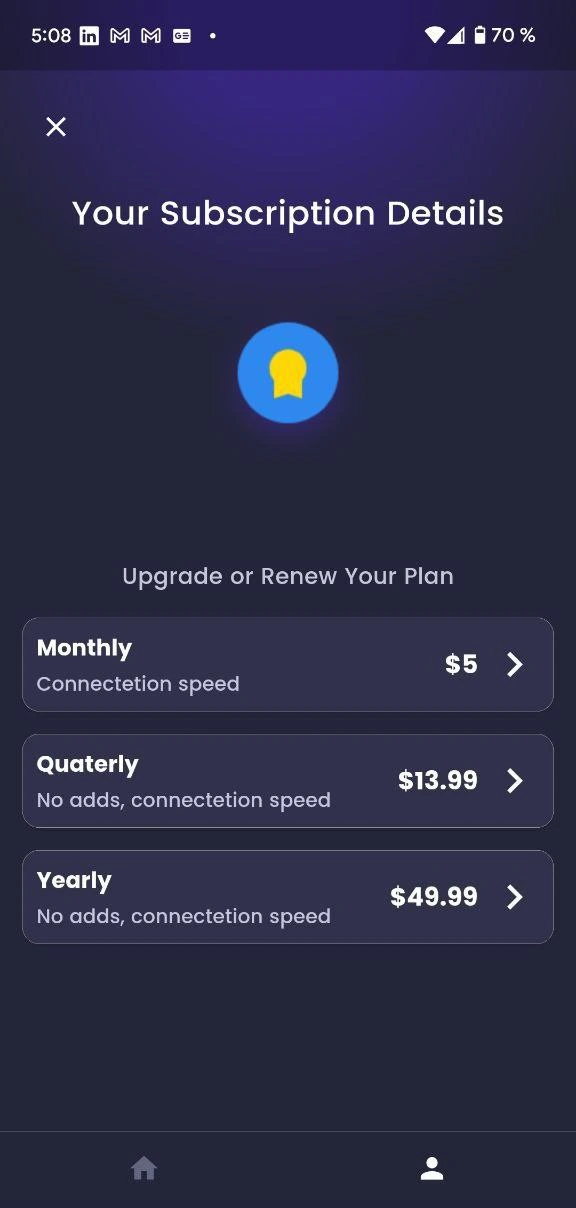 5:08
70 %
Your Subscription Details
Upgrade or Renew Your Plan
Monthly
Connectetion speed
$5
Quaterly
No adds, connectetion speed
$13.99
Yearly
No adds, connectetion speed
$49.99